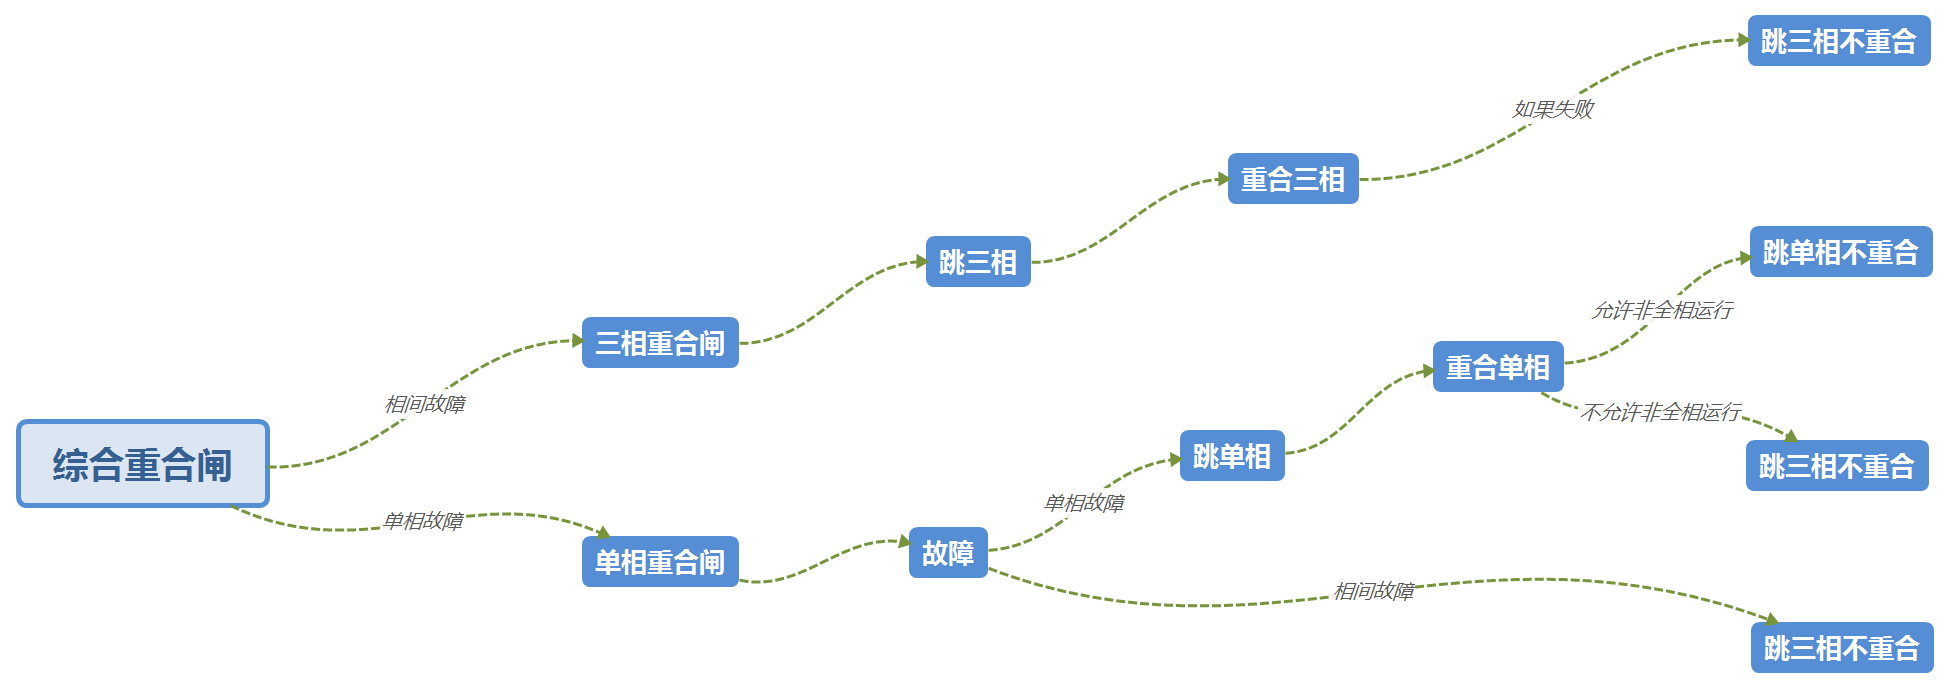 跳三相不重合
如果失败
重合三相
跳三相
跳单相不重合
允许非全相运行
三相重合闸
重合单相
相间故障
不允许非全相运行
综合重合闸
跳单相
跳三相不重合
单相故障
单相故障
故障
单相重合闸
相间故障
跳三相不重合